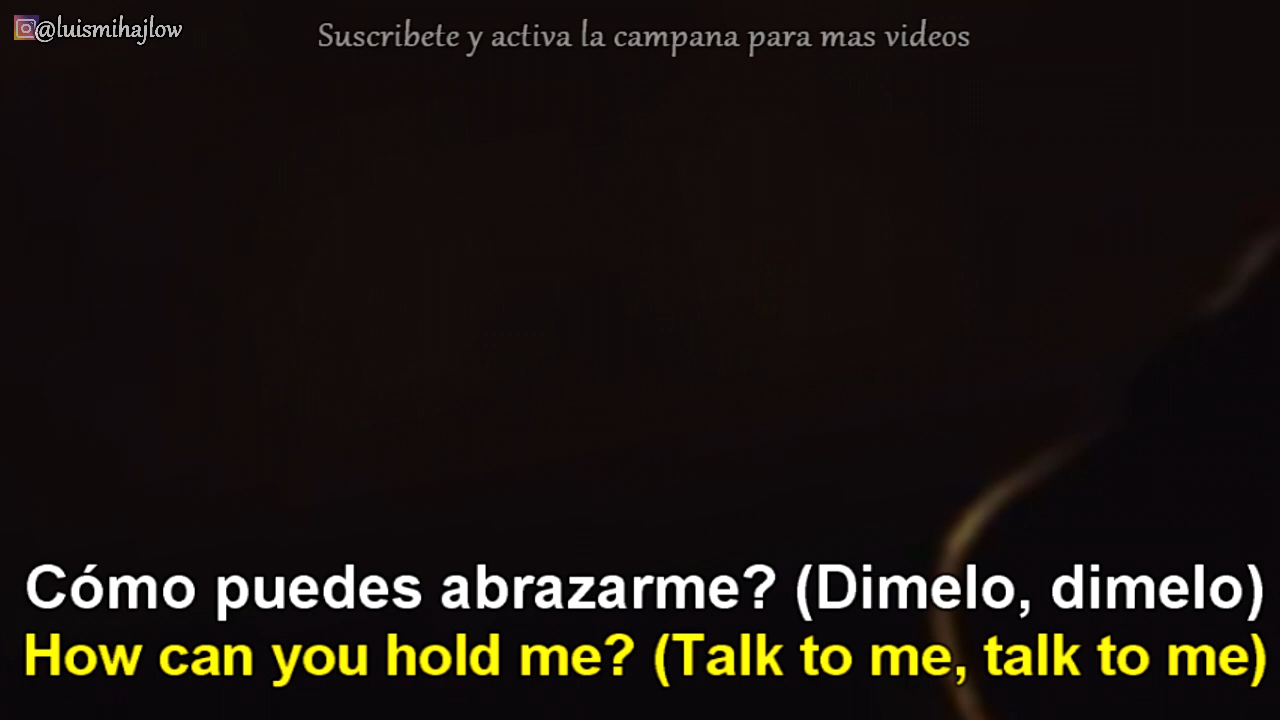 @luismihajlow
Suscribete y activa la campana para mas videos
Cómo puedes abrazarme? (Dimelo, dimelo)
How can you hold me? (Talk to me, talk to me)